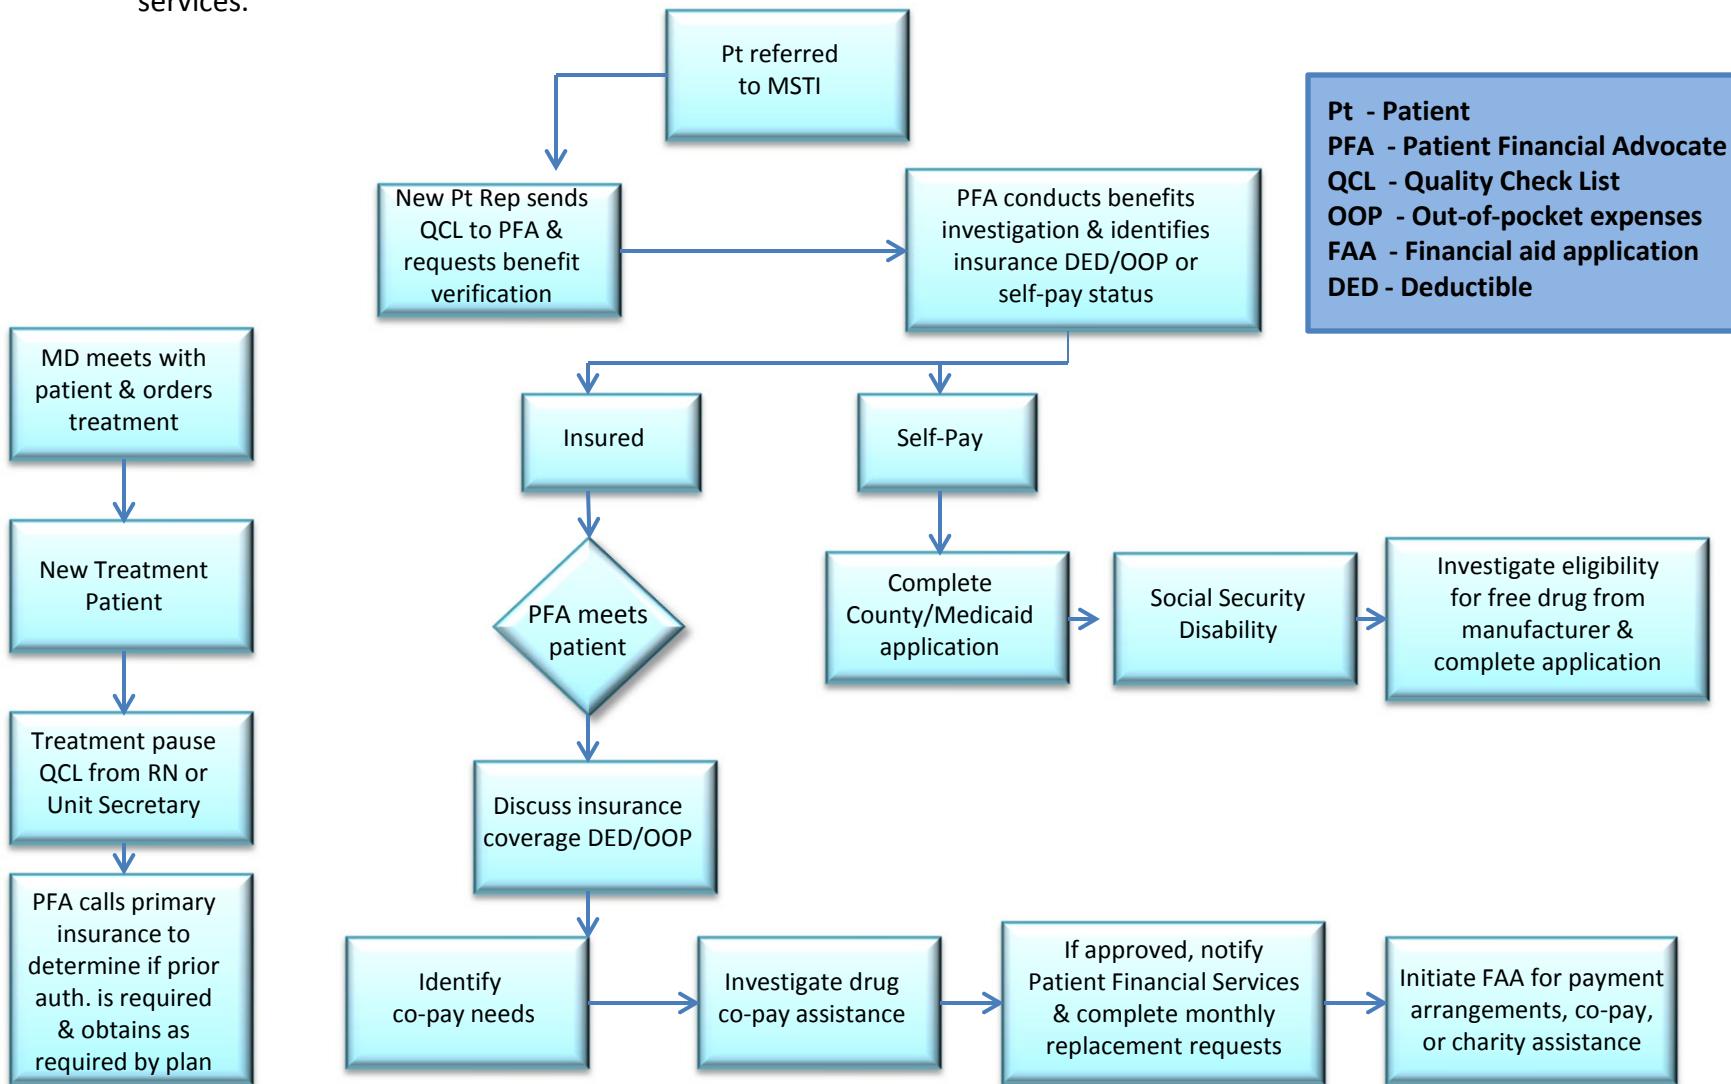 services.
Pt referred
to MSTI
Pt  - Patient
PFA  - Patient Financial Advocate
QCL  - Quality Check List
OOP  - Out-of-pocket expenses
FAA  - Financial aid application
DED - Deductible
New Pt Rep sends
QCL to PFA &
requests benefit
verification
PFA conducts benefits
investigation & identifies
insurance DED/OOP or
self-pay status
MD meets with
patient & orders
treatment
New Treatment
Patient
Treatment pause
QCL from RN or
Unit Secretary
PFA calls primary
insurance to
determine if prior
auth. is required
& obtains as
required by plan
Insured
Self-Pay
PFA meets
patient
Complete
County/Medicaid
application
Social Security
Disability
Investigate eligibility
for free drug from
manufacturer &
complete application
Discuss insurance
coverage DED/OOP
Identify
co-pay needs
Investigate drug
co-pay assistance
If approved, notify
Patient Financial Services
& complete monthly
replacement requests
Initiate FAA for payment
arrangements, co-pay,
or charity assistance